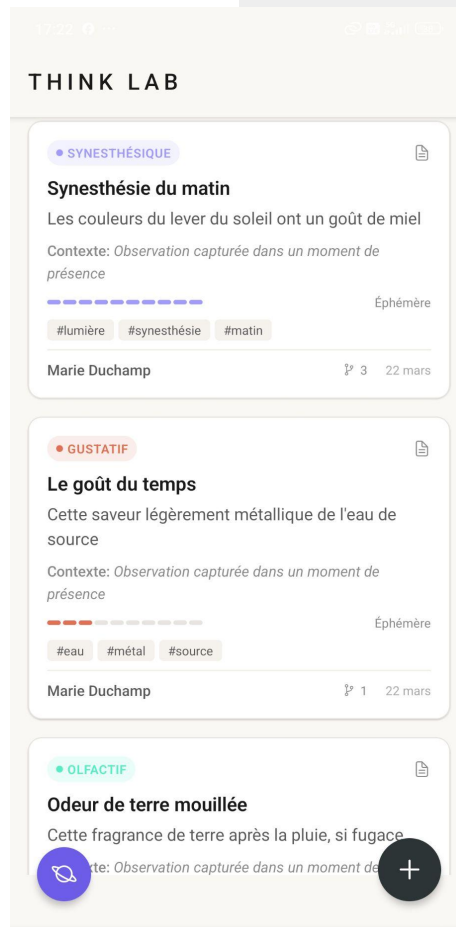 17:22
THINK LAB
SYNESTHÉSIQUE
Synesthésie du matin
Les couleurs du lever du soleil ont un goût de miel
Contexte: Observation capturée dans un moment de
présence
Éphémère
#lumière #synesthésie #matin
Marie Duchamp 3 22 mars
GUSTATIF
Le goût du temps
Cette saveur légèrement métallique de l'eau de
source
Contexte: Observation capturée dans un moment de
présence
Éphémère
#eau #métal #source
Marie Duchamp 1 22 mars
OLFACTIF
Odeur de terre mouillée
Cette fragrance de terre après la pluie, si fugace
te: Observation capturée dans un moment de